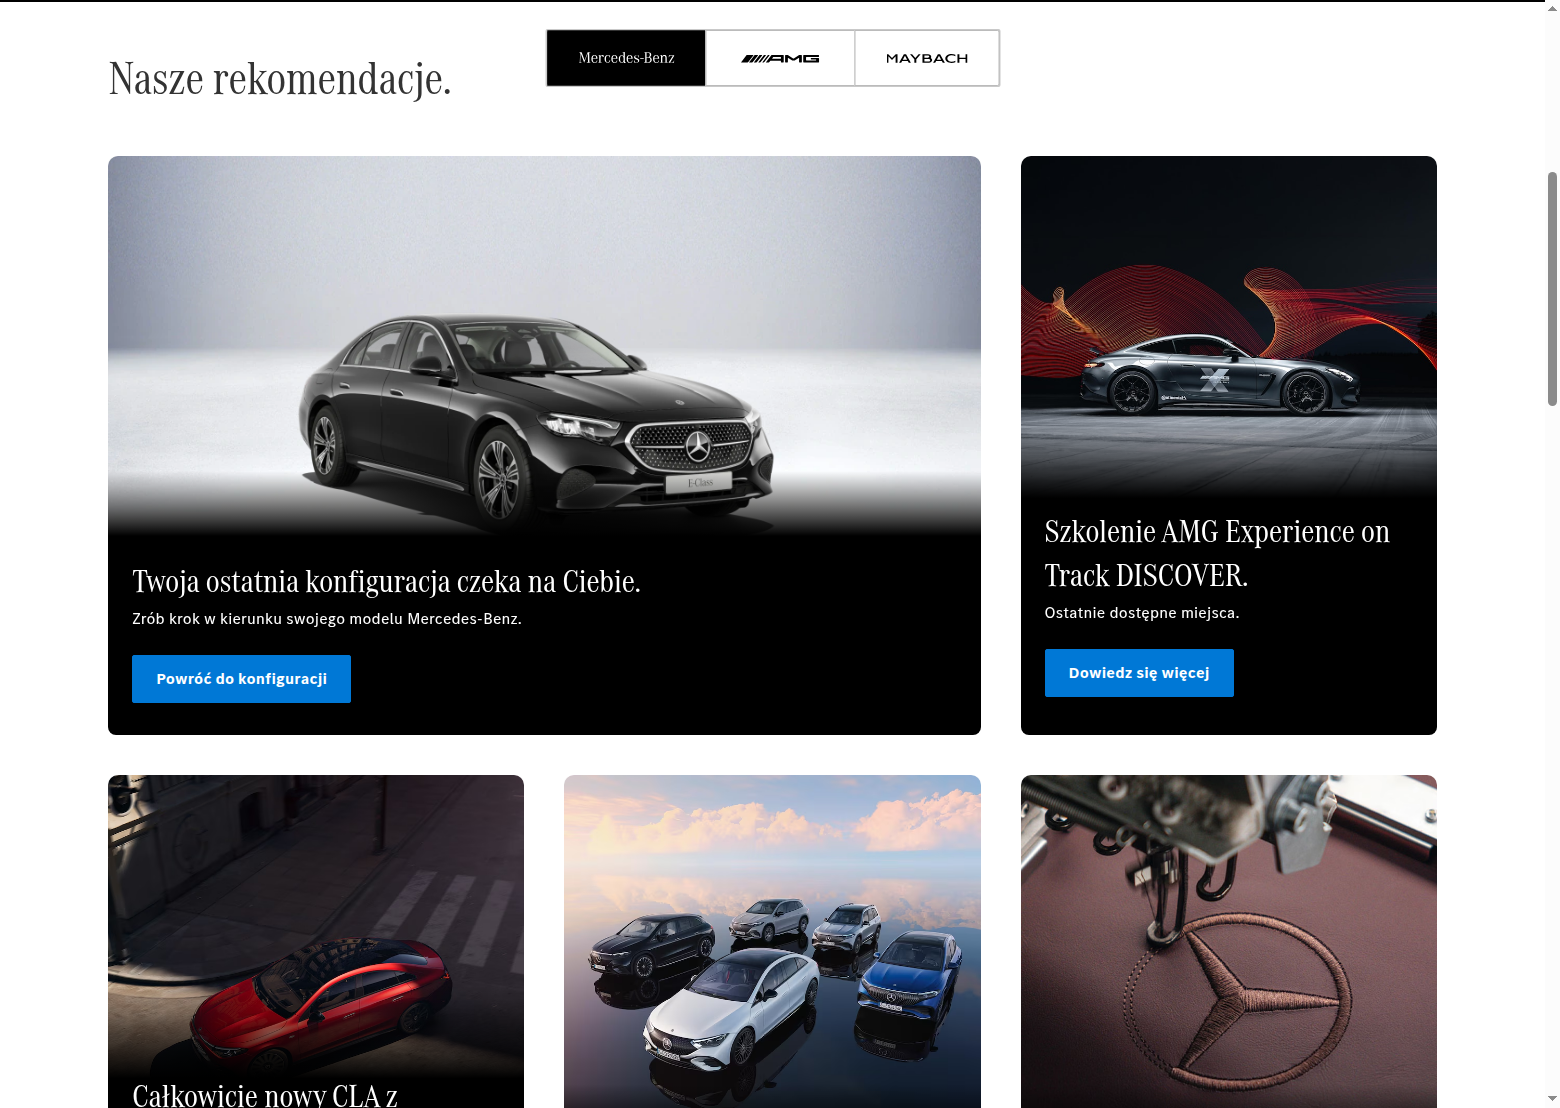 Nasze rekomendacje.
Mercedes-Benz
AMG
MAYBACH
E-Class
Twoja ostatnia konfiguracja czeka na Ciebie.
Zrób krok w kierunku swojego modelu Mercedes-Benz.
Powróć do konfiguracji
Szkolenie AMG Experience on
Track DISCOVER.
Ostatnie dostępne miejsca.
Dowiedz się więcej
Całkowicie nowy CLA z